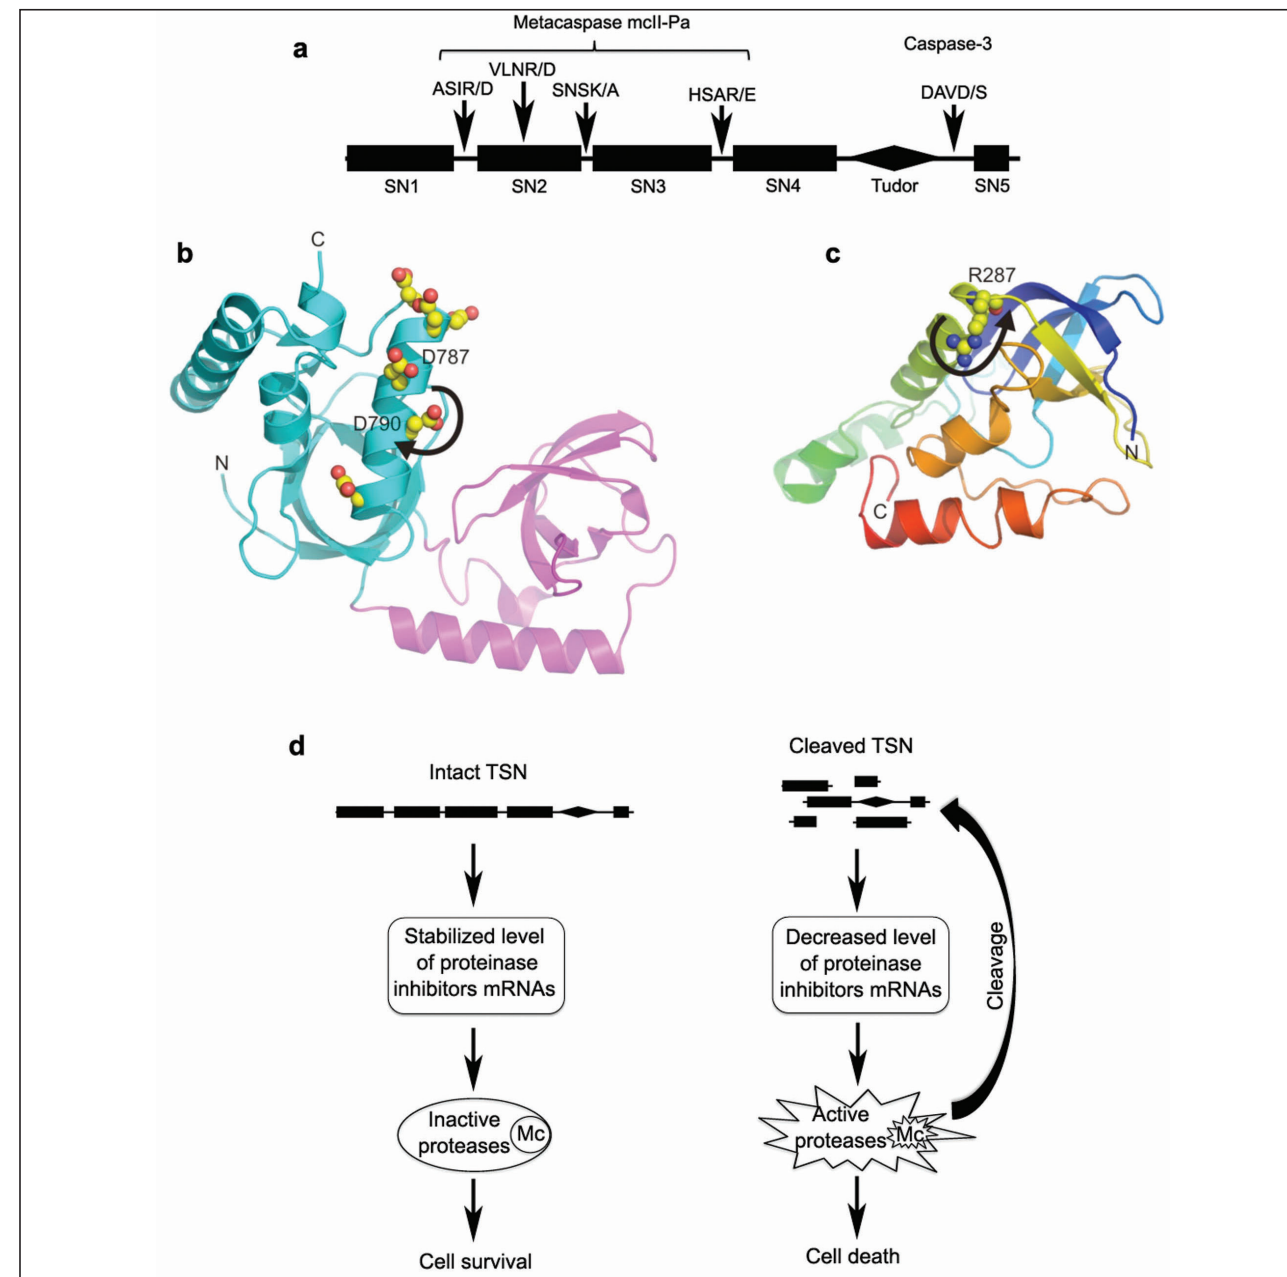 a
Metacaspase mcII-Pa
Caspase-3
ASIR/D
VLNR/D
SNSK/A
HSAR/E
DAVD/S
SN1
SN2
SN3
SN4
Tudor
SN5
b
C
D787
D790
N
c
R287
N
C
d
Intact TSN
Stabilized level
of proteinase
inhibitors mRNAs
Inactive
proteases
Mc
Cell survival
Cleaved TSN
Decreased level
of proteinase
inhibitors mRNAs
Active
proteases
Mc
Cleavage
Cell death